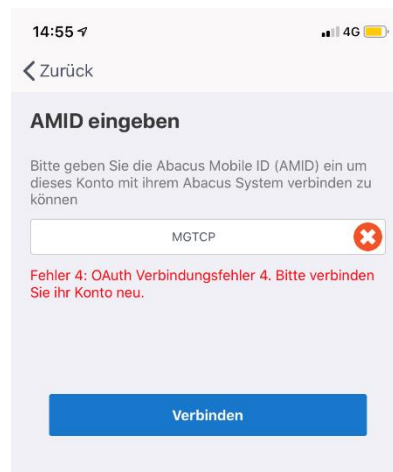 14:55 4G
Zurück
AMID eingeben
Bitte geben Sie die Abacus Mobile ID (AMID) ein um
dieses Konto mit ihrem Abacus System verbinden zu
können
MGTCP
Fehler 4: OAuth Verbindungsfehler 4. Bitte verbinden
Sie ihr Konto neu.
Verbinden